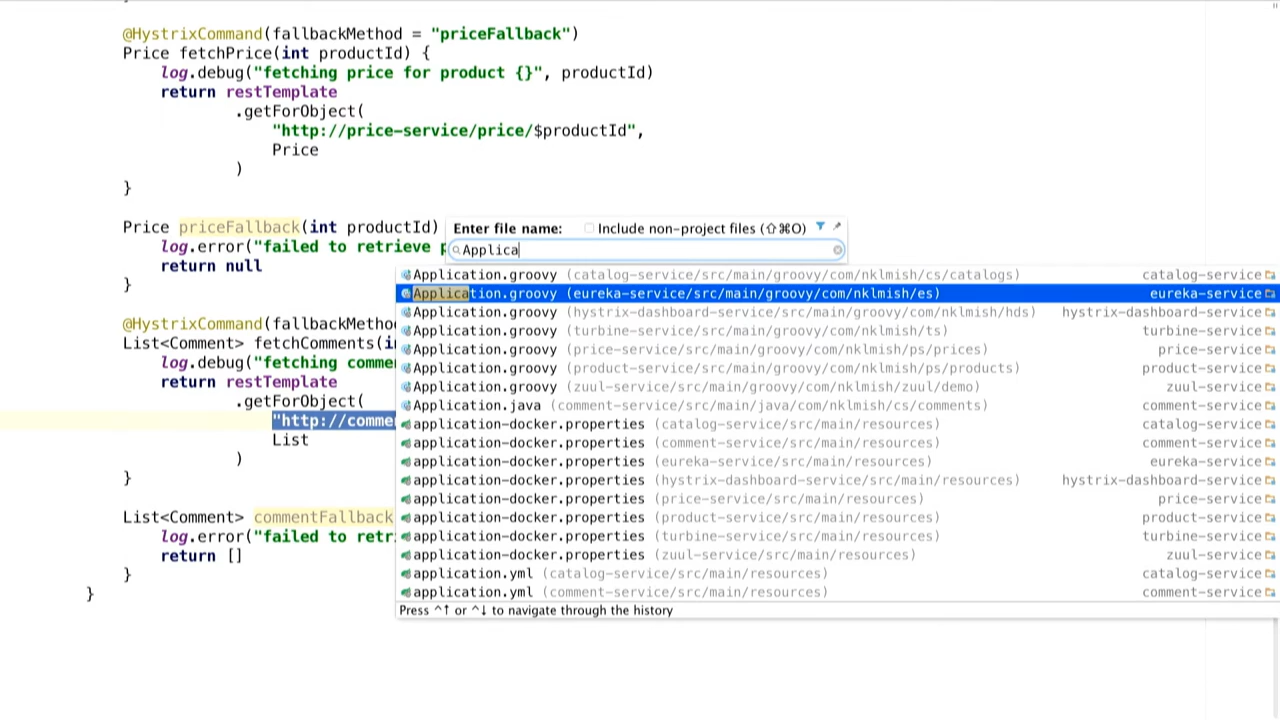 @HystrixCommand(fallbackMethod = "priceFallback")
Price fetchPrice(int productId) {
log.debug("fetching price for product {}", productId)
return restTemplate
.getForObject(
"http://price-service/price/$productId",
Price
)
}
Price priceFallback(int productId)
log.error("failed to retrieve p
return null
}
@HystrixCommand(fallbackMetho
List<Comment> fetchComments(i
log.debug("fetching comme
return restTemplate
.getForObject(
"http://comme
List
)
}
List<Comment> commentFallback
log.error("failed to retr
return []
}
}
Enter file name: Include non-project files (⇧⌘O)
Applica
Application.groovy (catalog-service/src/main/groovy/com/nklmish/cs/catalogs) catalog-service
Application.groovy (eureka-service/src/main/groovy/com/nklmish/es) eureka-service
Application.groovy (hystrix-dashboard-service/src/main/groovy/com/nklmish/hds) hystrix-dashboard-service
Application.groovy (turbine-service/src/main/groovy/com/nklmish/ts) turbine-service
Application.groovy (price-service/src/main/groovy/com/nklmish/ps/prices) price-service
Application.groovy (product-service/src/main/groovy/com/nklmish/ps/products) product-service
Application.groovy (zuul-service/src/main/groovy/com/nklmish/zuul/demo) zuul-service
Application.java (comment-service/src/main/java/com/nklmish/cs/comments) comment-service
application-docker.properties (catalog-service/src/main/resources) catalog-service
application-docker.properties (comment-service/src/main/resources) comment-service
application-docker.properties (eureka-service/src/main/resources) eureka-service
application-docker.properties (hystrix-dashboard-service/src/main/resources) hystrix-dashboard-service
application-docker.properties (price-service/src/main/resources) price-service
application-docker.properties (product-service/src/main/resources) product-service
application-docker.properties (turbine-service/src/main/resources) turbine-service
application-docker.properties (zuul-service/src/main/resources) zuul-service
application.yml (catalog-service/src/main/resources) catalog-service
application.yml (comment-service/src/main/resources) comment-service
Press ^↑ or ^↓ to navigate through the history